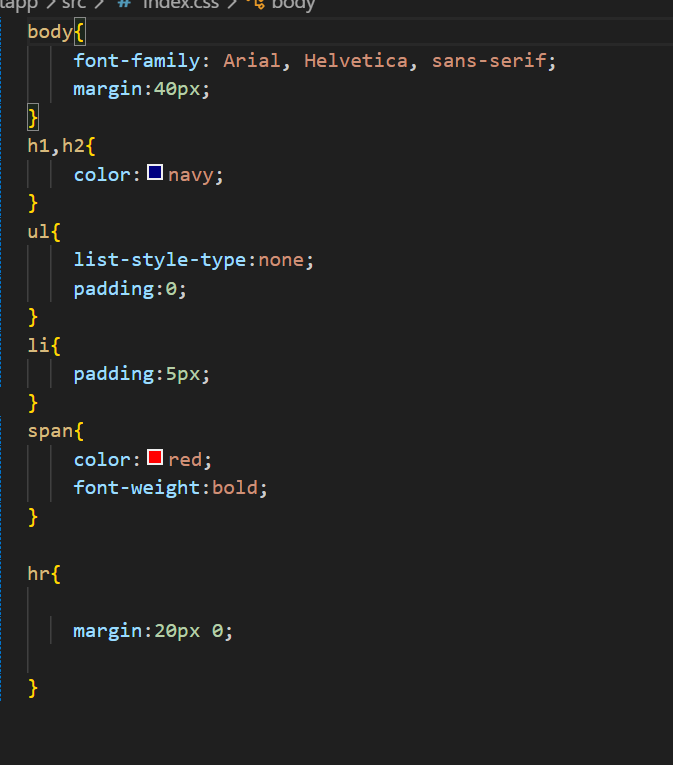 tapp > src > # index.css > body
body{
font-family: Arial, Helvetica, sans-serif;
margin:40px;
}
h1,h2{
color: navy;
}
ul{
list-style-type:none;
padding:0;
}
li{
padding:5px;
}
span{
color: red;
font-weight:bold;
}
hr{
margin:20px 0;
}